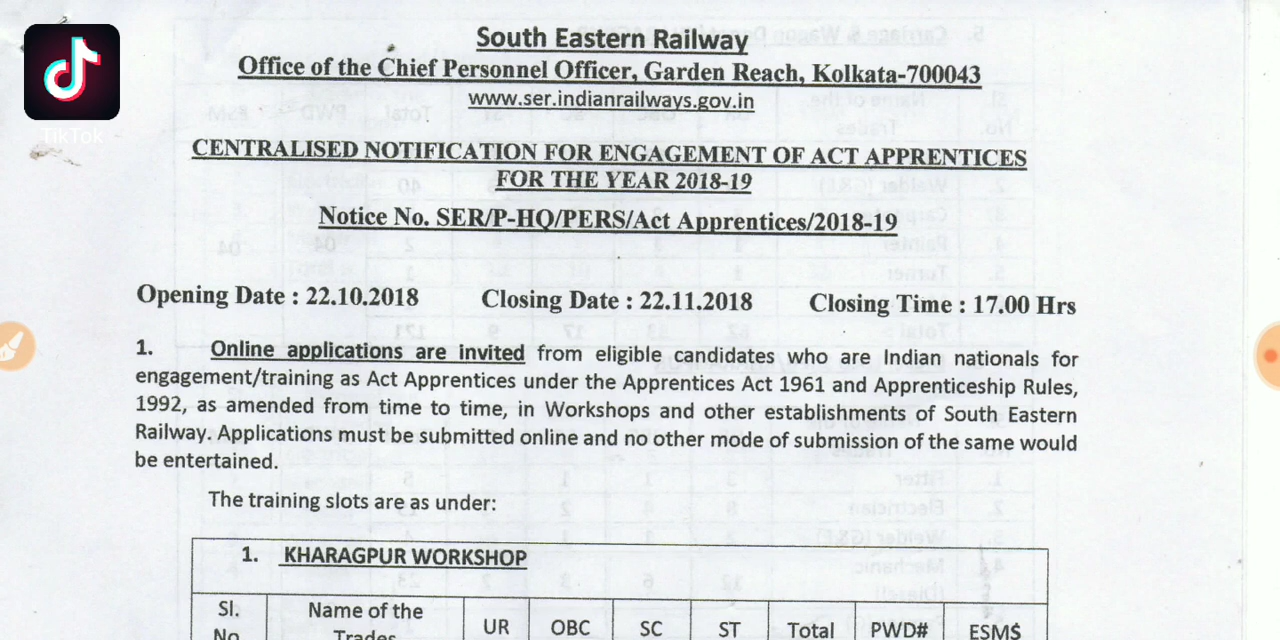 South Eastern Railway
Office of the Chief Personnel Officer, Garden Reach, Kolkata-700043
www.ser.indianrailways.gov.in
TikTok
CENTRALISED NOTIFICATION FOR ENGAGEMENT OF ACT APPRENTICES
FOR THE YEAR 2018-19
Notice No. SER/P-HQ/PERS/Act Apprentices/2018-19
Opening Date : 22.10.2018 Closing Date : 22.11.2018 Closing Time : 17.00 Hrs
1. Online applications are invited from eligible candidates who are Indian nationals for
engagement/training as Act Apprentices under the Apprentices Act 1961 and Apprenticeship Rules,
1992, as amended from time to time, in Workshops and other establishments of South Eastern
Railway. Applications must be submitted online and no other mode of submission of the same would
be entertained.
The training slots are as under:
1. KHARAGPUR WORKSHOP
Sl. No. Name of the Trades UR OBC SC ST Total PWD# ESM$